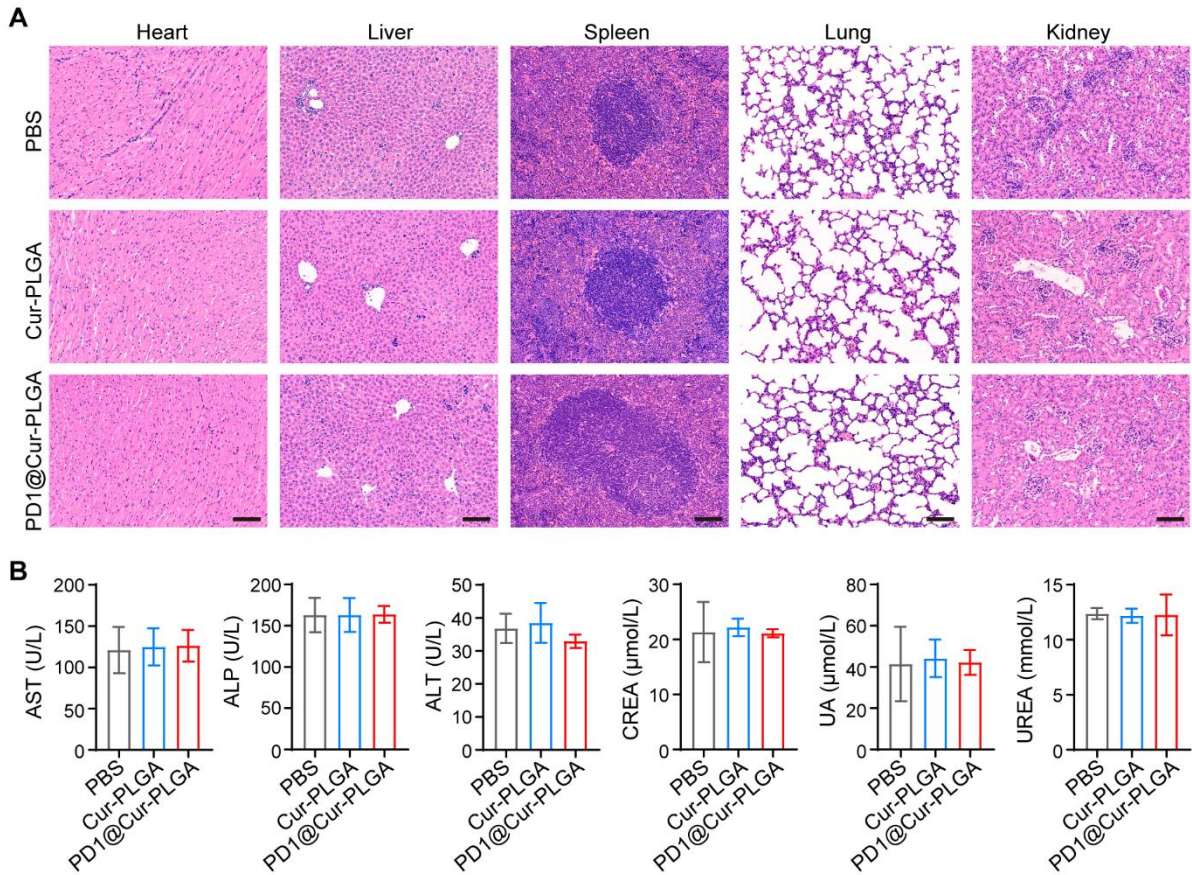 A
Heart Liver Spleen Lung Kidney
PBS
Cur-PLGA
PD1@Cur-PLGA
B
AST (U/L)
200
150
100
50
0
PBS
Cur-PLGA
PD1@Cur-PLGA
ALP (U/L)
200
150
100
50
0
PBS
Cur-PLGA
PD1@Cur-PLGA
ALT (U/L)
50
40
30
20
10
0
PBS
Cur-PLGA
PD1@Cur-PLGA
CREA (μmol/L)
30
20
10
0
PBS
Cur-PLGA
PD1@Cur-PLGA
UA (μmol/L)
80
60
40
20
0
PBS
Cur-PLGA
PD1@Cur-PLGA
UREA (mmol/L)
15
10
5
0
PBS
Cur-PLGA
PD1@Cur-PLGA